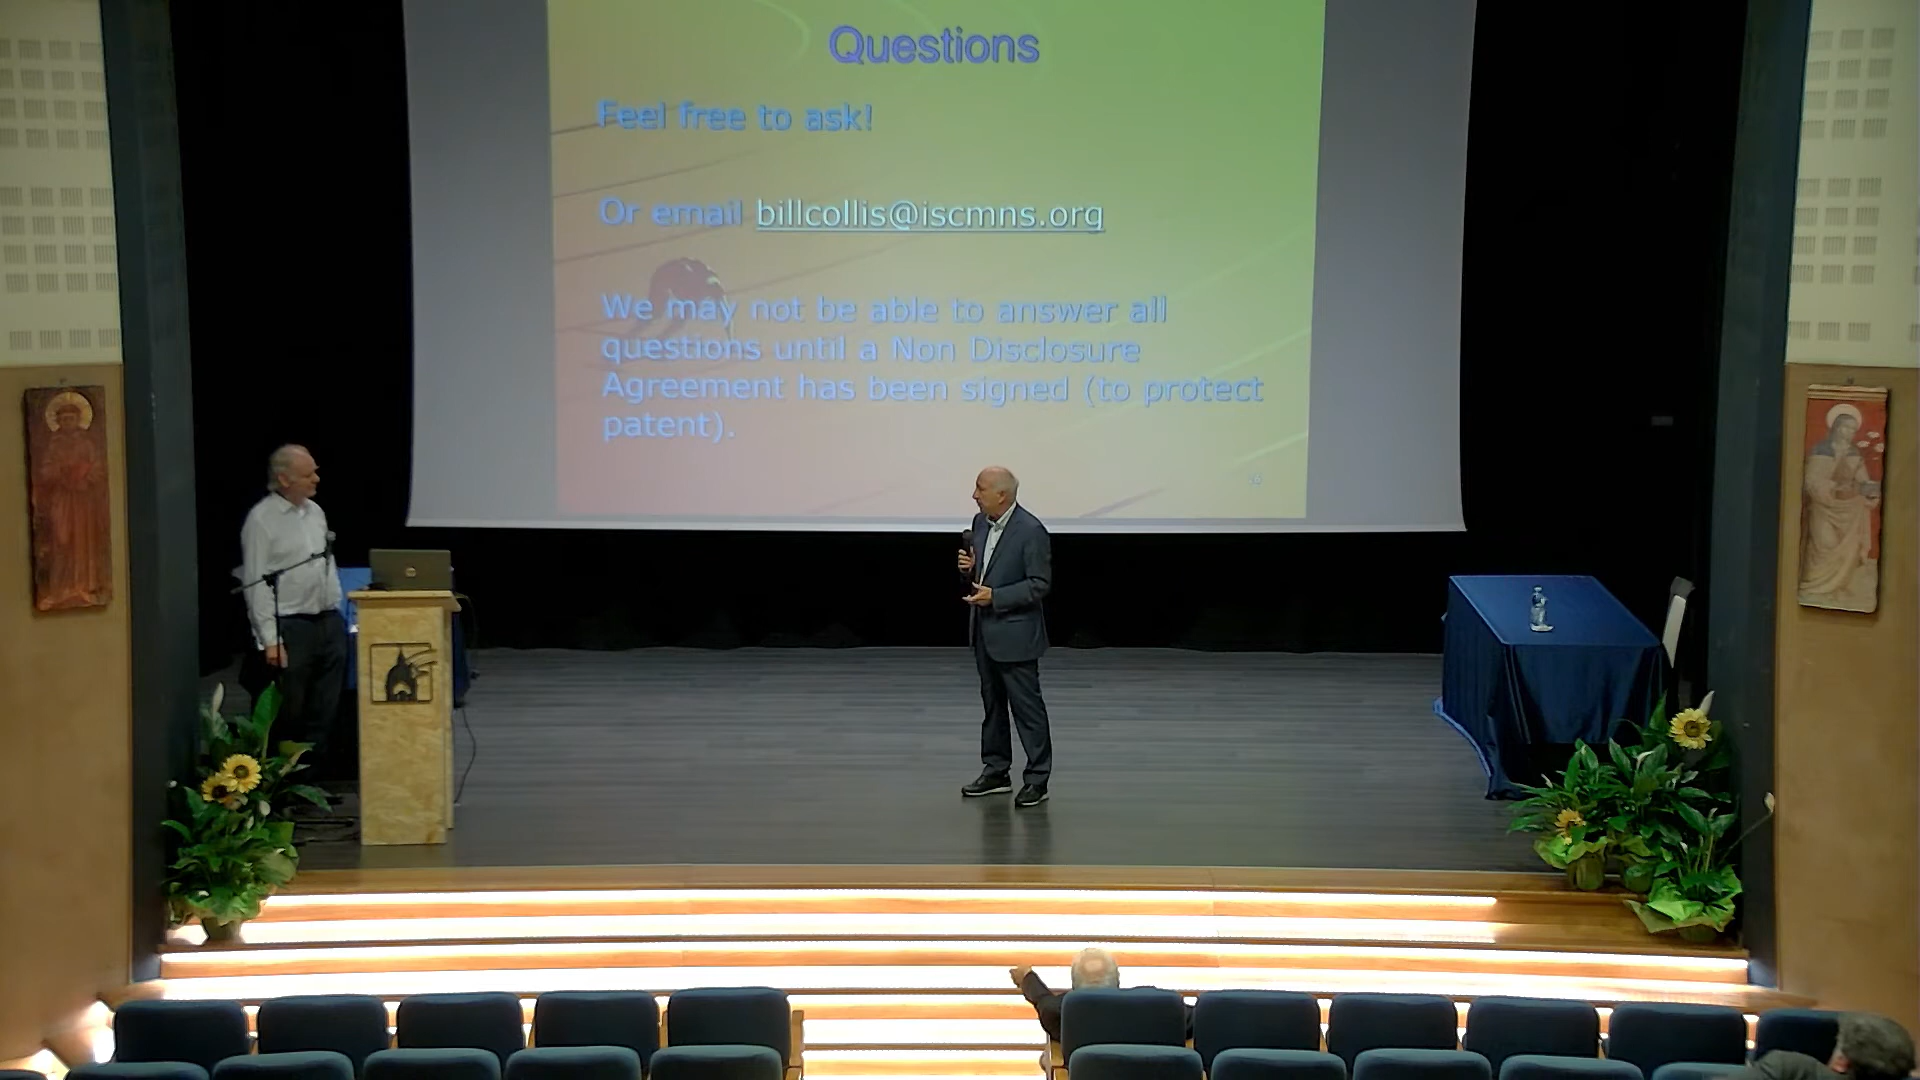 Questions
Feel free to ask!
Or email billcollis@iscmns.org
We may not be able to answer all
questions until a Non Disclosure
Agreement has been signed (to protect
patent).